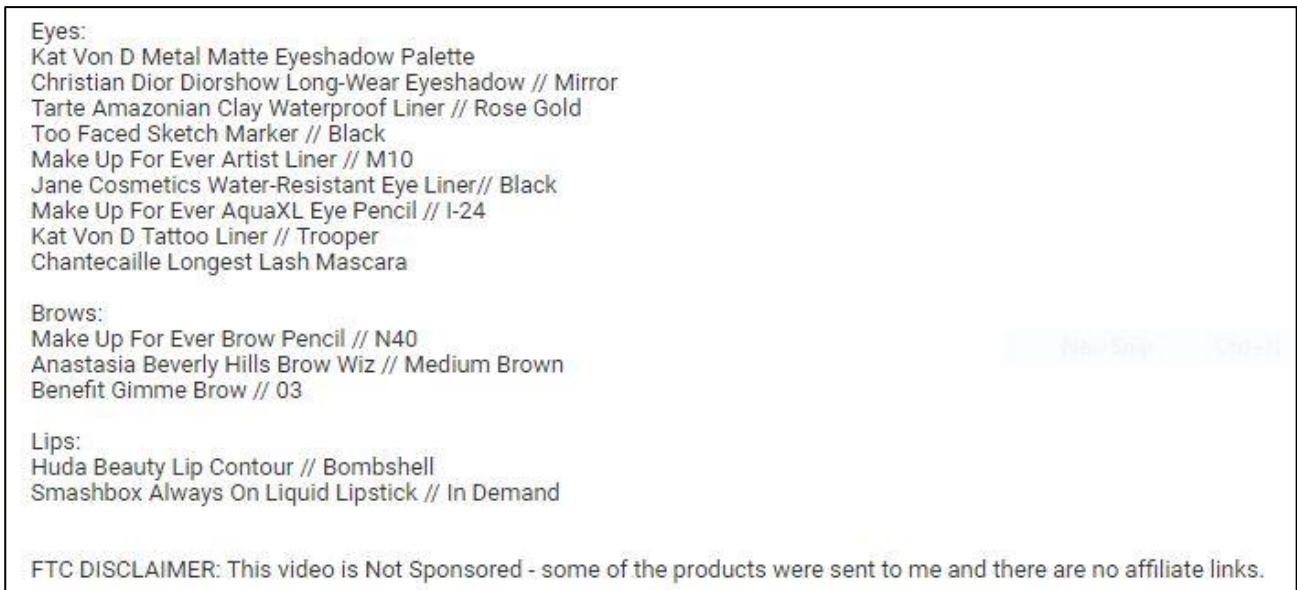 Eyes:
Kat Von D Metal Matte Eyeshadow Palette
Christian Dior Diorshow Long-Wear Eyeshadow // Mirror
Tarte Amazonian Clay Waterproof Liner // Rose Gold
Too Faced Sketch Marker // Black
Make Up For Ever Artist Liner // M10
Jane Cosmetics Water-Resistant Eye Liner// Black
Make Up For Ever AquaXL Eye Pencil // I-24
Kat Von D Tattoo Liner // Trooper
Chantecaille Longest Lash Mascara
Brows:
Make Up For Ever Brow Pencil // N40
Anastasia Beverly Hills Brow Wiz // Medium Brown
Benefit Gimme Brow // 03
New Snip Ctrl+N
Lips:
Huda Beauty Lip Contour // Bombshell
Smashbox Always On Liquid Lipstick // In Demand
FTC DISCLAIMER: This video is Not Sponsored - some of the products were sent to me and there are no affiliate links.